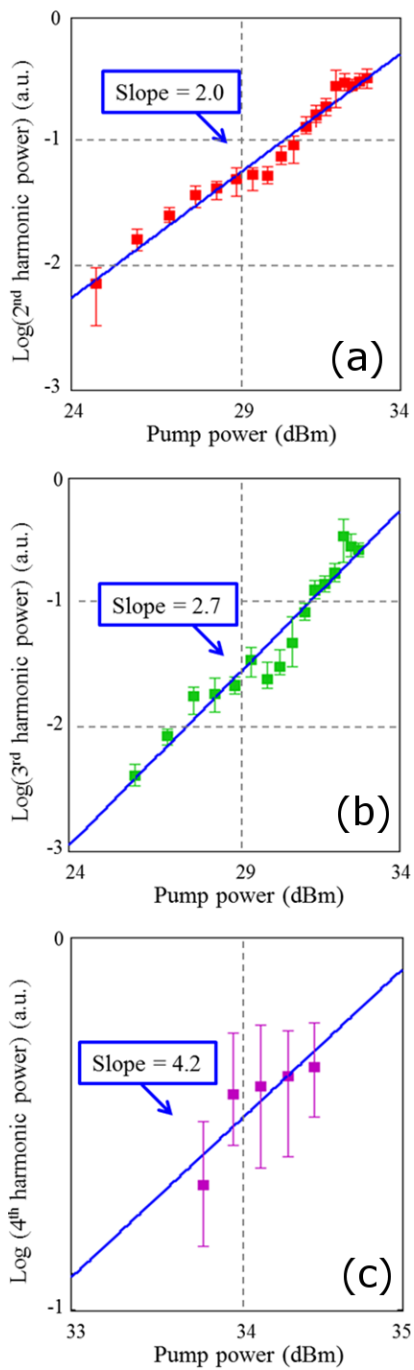 0
Slope = 2.0
-1
-2
(a)
-3
24
29
34
Pump power (dBm)
Log(2nd harmonic power) (a.u.)
0
-1
Slope = 2.7
-2
(b)
-3
24
29
34
Pump power (dBm)
Log(3rd harmonic power) (a.u.)
0
Slope = 4.2
(c)
-1
33
34
35
Pump power (dBm)
Log (4th harmonic power) (a.u.)